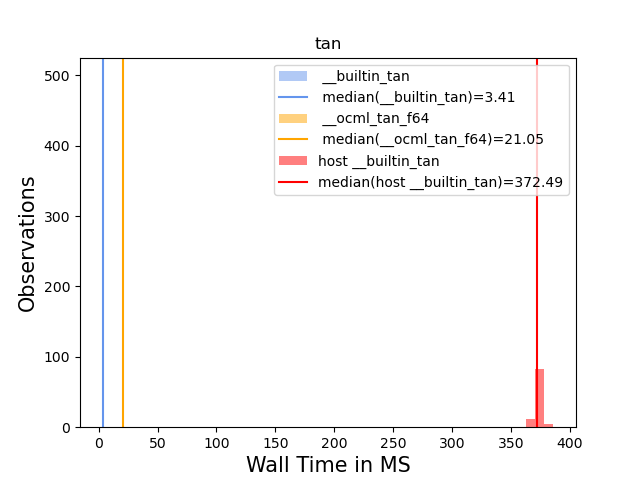 tan
500
400
300
200
100
0
Observations
__builtin_tan
median(__builtin_tan)=3.41
__ocml_tan_f64
median(__ocml_tan_f64)=21.05
host __builtin_tan
median(host __builtin_tan)=372.49
0 50 100 150 200 250 300 350 400
Wall Time in MS